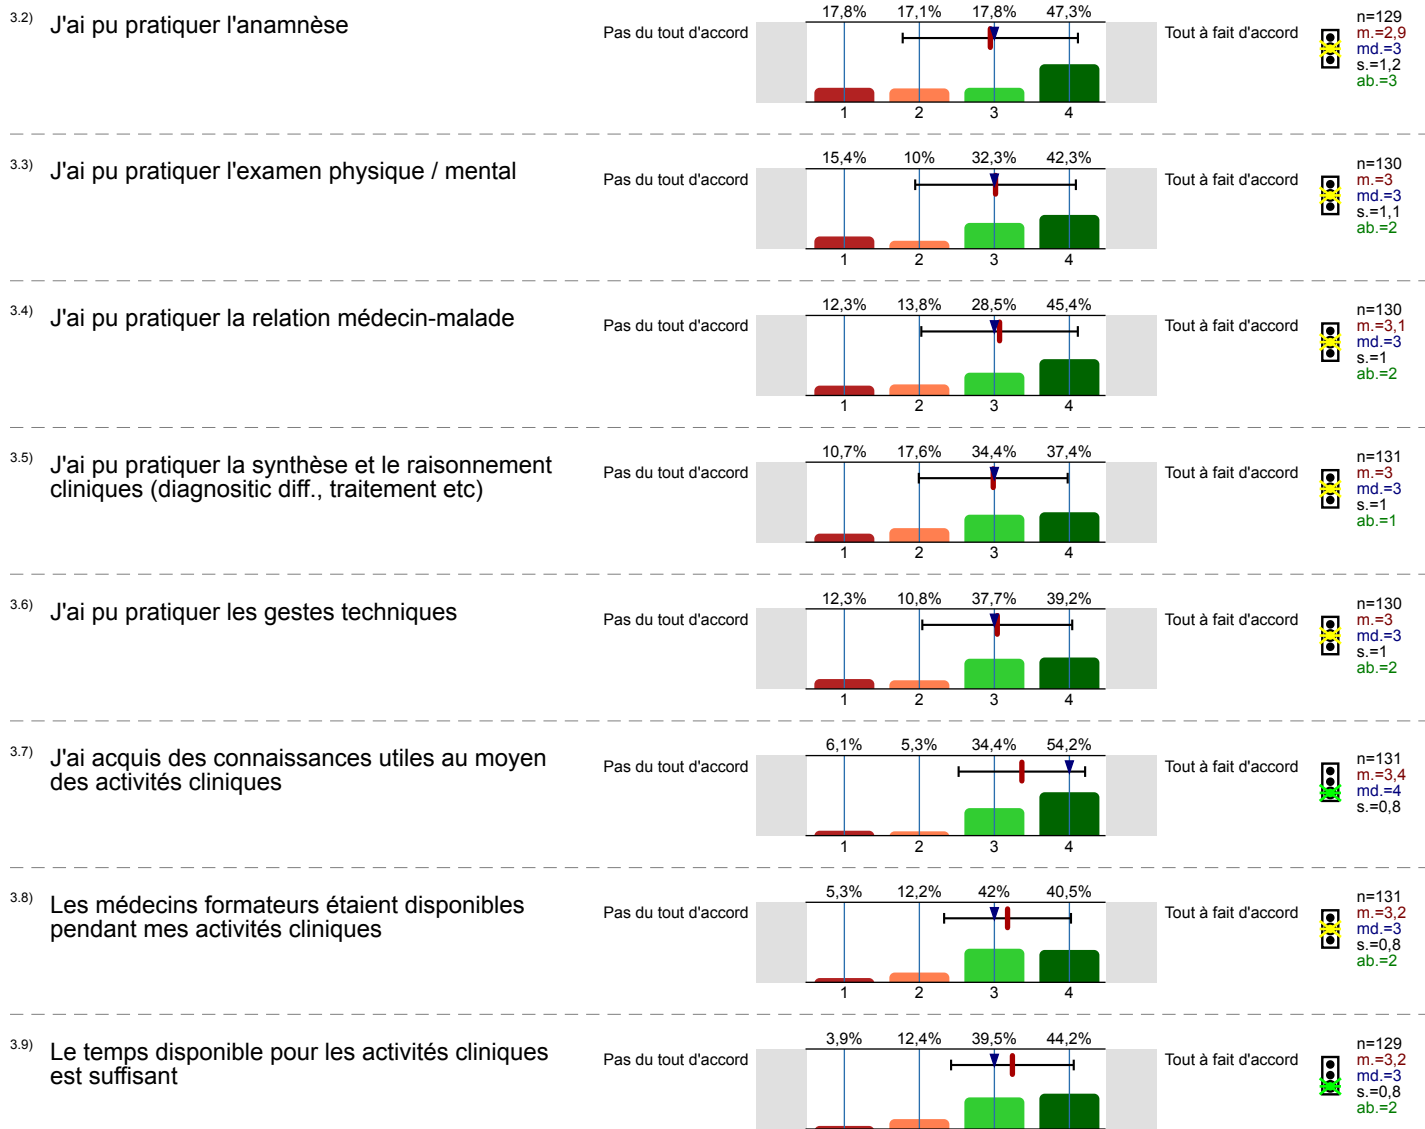 3.2) J'ai pu pratiquer l'anamnèse
Pas du tout d'accord
17,8% 17,1% 17,8% 47,3%
1 2 3 4
Tout à fait d'accord
n=129
m.=2,9
md.=3
s.=1,2
ab.=3
3.3) J'ai pu pratiquer l'examen physique / mental
Pas du tout d'accord
15,4% 10% 32,3% 42,3%
1 2 3 4
Tout à fait d'accord
n=130
m.=3
md.=3
s.=1,1
ab.=2
3.4) J'ai pu pratiquer la relation médecin-malade
Pas du tout d'accord
12,3% 13,8% 28,5% 45,4%
1 2 3 4
Tout à fait d'accord
n=130
m.=3,1
md.=3
s.=1
ab.=2
3.5) J'ai pu pratiquer la synthèse et le raisonnement
cliniques (diagnositic diff., traitement etc)
Pas du tout d'accord
10,7% 17,6% 34,4% 37,4%
1 2 3 4
Tout à fait d'accord
n=131
m.=3
md.=3
s.=1
ab.=1
3.6) J'ai pu pratiquer les gestes techniques
Pas du tout d'accord
12,3% 10,8% 37,7% 39,2%
1 2 3 4
Tout à fait d'accord
n=130
m.=3
md.=3
s.=1
ab.=2
3.7) J'ai acquis des connaissances utiles au moyen
des activités cliniques
Pas du tout d'accord
6,1% 5,3% 34,4% 54,2%
1 2 3 4
Tout à fait d'accord
n=131
m.=3,4
md.=4
s.=0,8
3.8) Les médecins formateurs étaient disponibles
pendant mes activités cliniques
Pas du tout d'accord
5,3% 12,2% 42% 40,5%
1 2 3 4
Tout à fait d'accord
n=131
m.=3,2
md.=3
s.=0,8
ab.=2
3.9) Le temps disponible pour les activités cliniques
est suffisant
Pas du tout d'accord
3,9% 12,4% 39,5% 44,2%
Tout à fait d'accord
n=129
m.=3,2
md.=3
s.=0,8
ab.=2